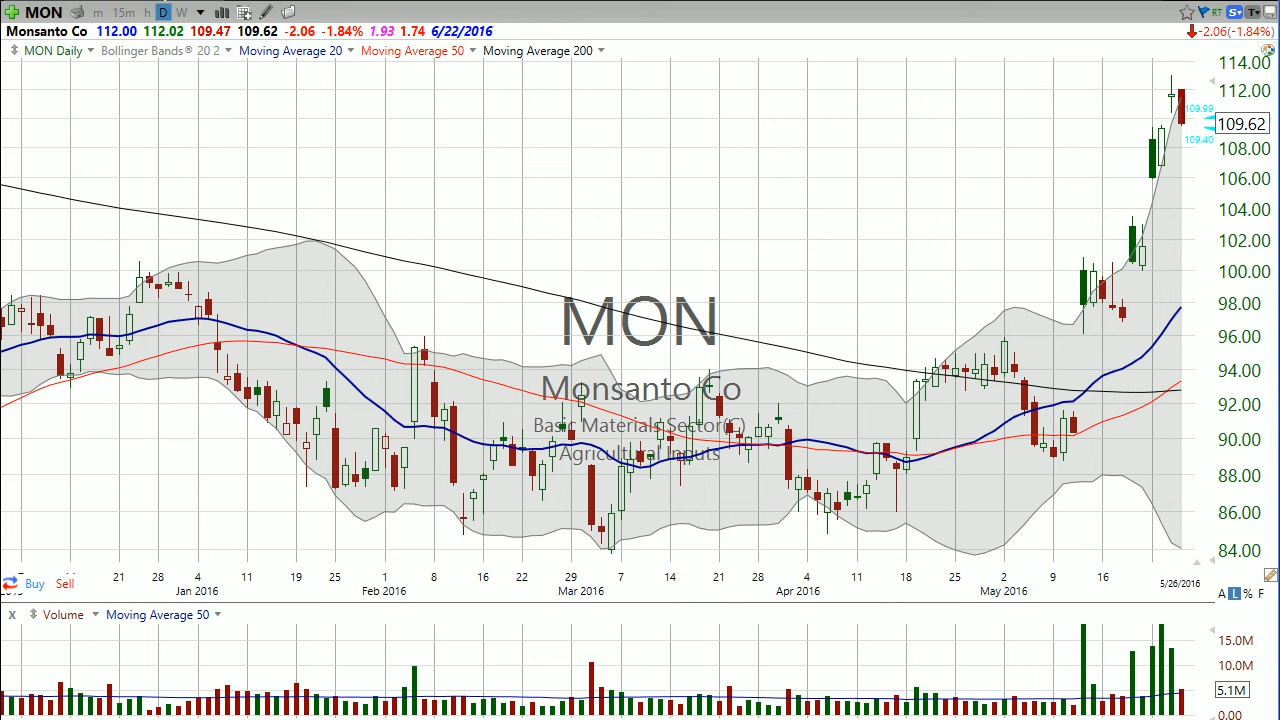 MON m 15m h D W RT S T
Monsanto Co 112.00 112.02 109.47 109.62 -2.06 -1.84% 1.93 1.74 6/22/2016 -2.06(-1.84%)
MON Daily Bollinger Bands® 20 2 Moving Average 20 Moving Average 50 Moving Average 200
114.00
112.00
109.99
109.62
109.40
108.00
106.00
104.00
102.00
100.00
98.00
96.00
94.00
92.00
90.00
88.00
86.00
84.00
MON
Monsanto Co
Basic Materials Sector(C)
Agricultural Inputs
21 28 4 11 19 25 1 8 16 22 29 7 14 21 28 4 11 18 25 2 9 16
Buy Sell 5/26/2016
Jan 2016 Feb 2016 Mar 2016 Apr 2016 May 2016 A L % F
x Volume Moving Average 50
15.0M
10.0M
5.1M
0.00